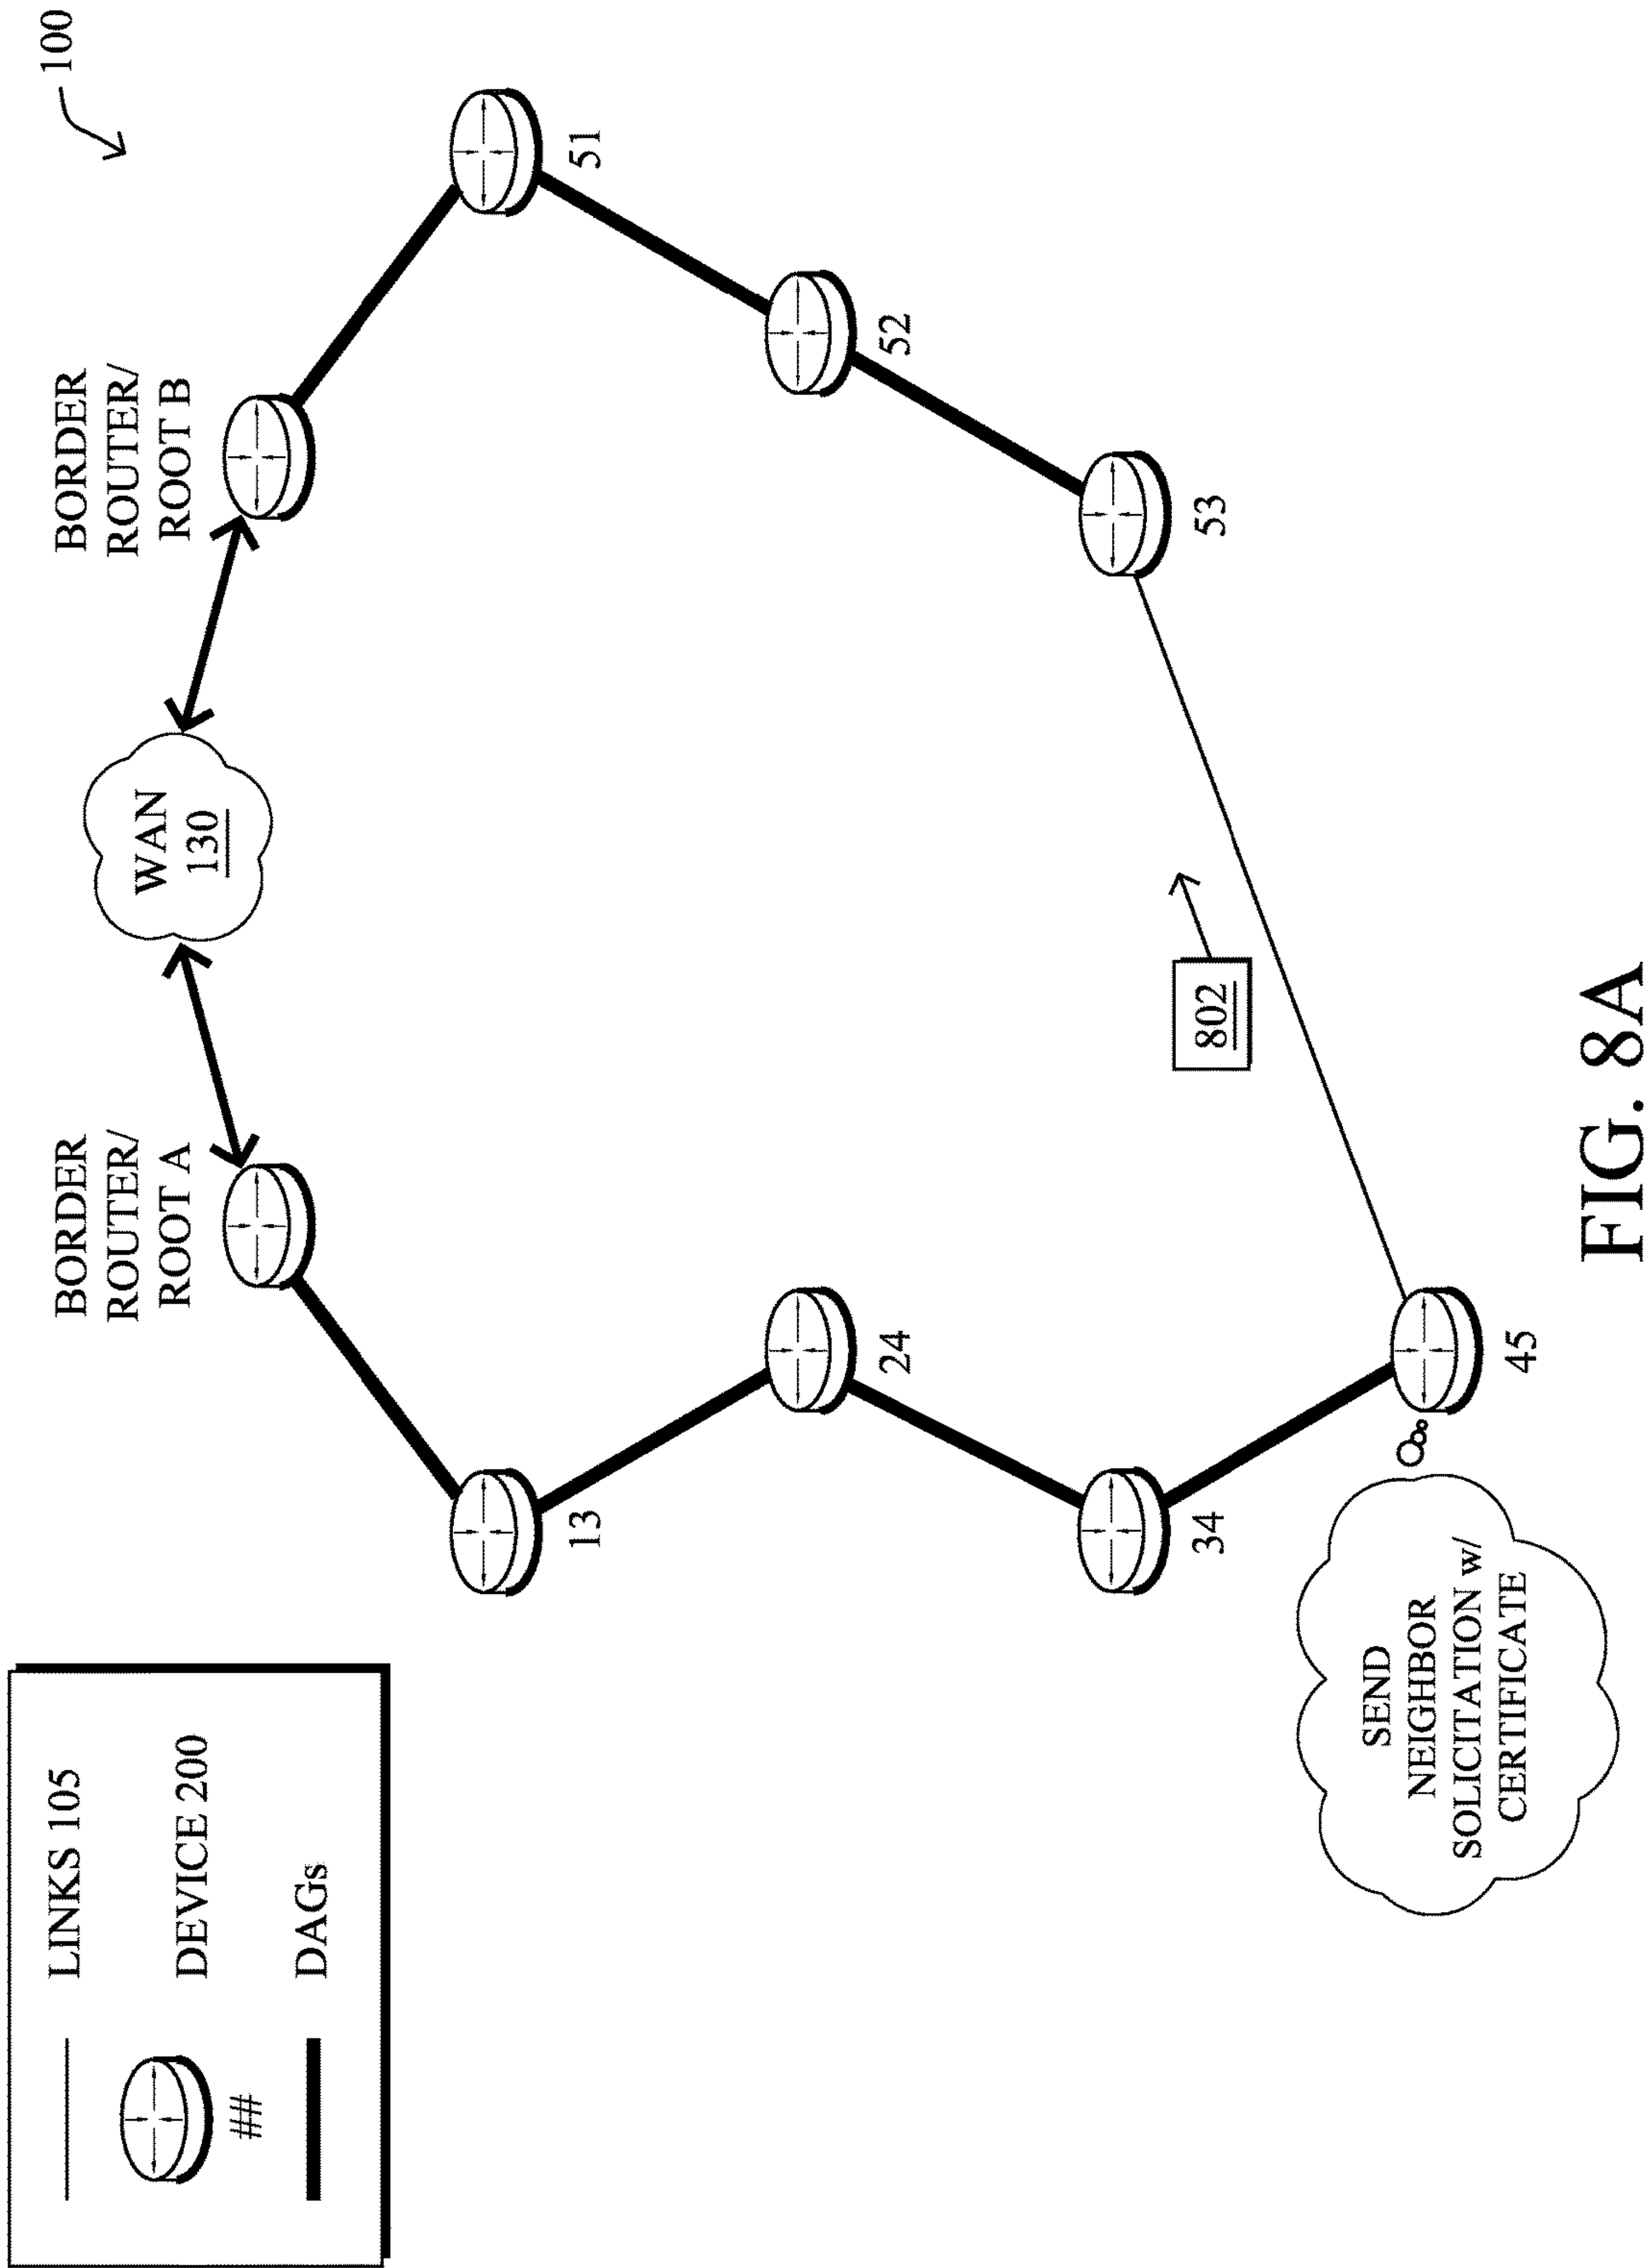 LINKS 105
DEVICE 200
##
DAGs
100
BORDER
ROUTER/
ROOT A
WAN
130
BORDER
ROUTER/
ROOT B
13
51
24
52
34
53
802
45
SEND
NEIGHBOR
SOLICITATION w/
CERTIFICATE
FIG. 8A